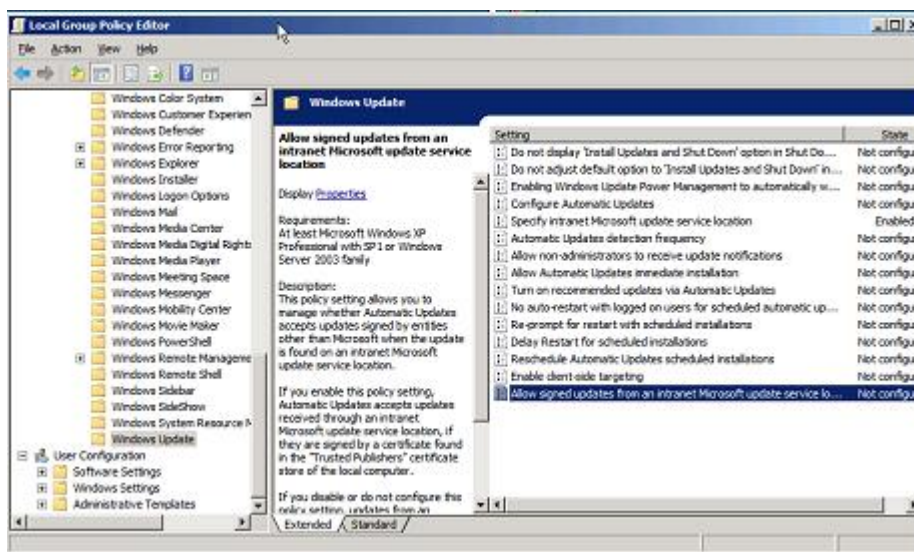 Local Group Policy Editor
File Action View Help
Windows Color System
Windows Customer Experien
Windows Defender
Windows Error Reporting
Windows Explorer
Windows Installer
Windows Logon Options
Windows Mail
Windows Media Center
Windows Media Digital Rights
Windows Media Player
Windows Meeting Space
Windows Messenger
Windows Mobility Center
Windows Movie Maker
Windows PowerShell
Windows Remote Manageme
Windows Remote Shell
Windows Sidebar
Windows SideShow
Windows System Resource M
Windows Update
User Configuration
Software Settings
Windows Settings
Administrative Templates
Windows Update
Allow signed updates from an
intranet Microsoft update service
location
Display Properties
Requirements:
At least Microsoft Windows XP
Professional with SP1 or Windows
Server 2003 family
Description:
This policy setting allows you to
manage whether Automatic Updates
accepts updates signed by entities
other than Microsoft when the update
is found on an intranet Microsoft
update service location.
If you enable this policy setting,
Automatic Updates accepts updates
received through an intranet
Microsoft update service location, if
they are signed by a certificate found
in the "Trusted Publishers" certificate
store of the local computer.
If you disable or do not configure this
policy setting, updates from an
Setting State
Do not display 'Install Updates and Shut Down' option in Shut Do... Not configu
Do not adjust default option to 'Install Updates and Shut Down' in... Not configu
Enabling Windows Update Power Management to automatically w... Not configu
Configure Automatic Updates Not configu
Specify intranet Microsoft update service location Enabled
Automatic Updates detection frequency Not configu
Allow non-administrators to receive update notifications Not configu
Allow Automatic Updates immediate installation Not configu
Turn on recommended updates via Automatic Updates Not configu
No auto-restart with logged on users for scheduled automatic up... Not configu
Re-prompt for restart with scheduled installations Not configu
Delay Restart for scheduled installations Not configu
Reschedule Automatic Updates scheduled installations Not configu
Enable client-side targeting Not configu
Allow signed updates from an intranet Microsoft update service lo... Not configu
Extended Standard